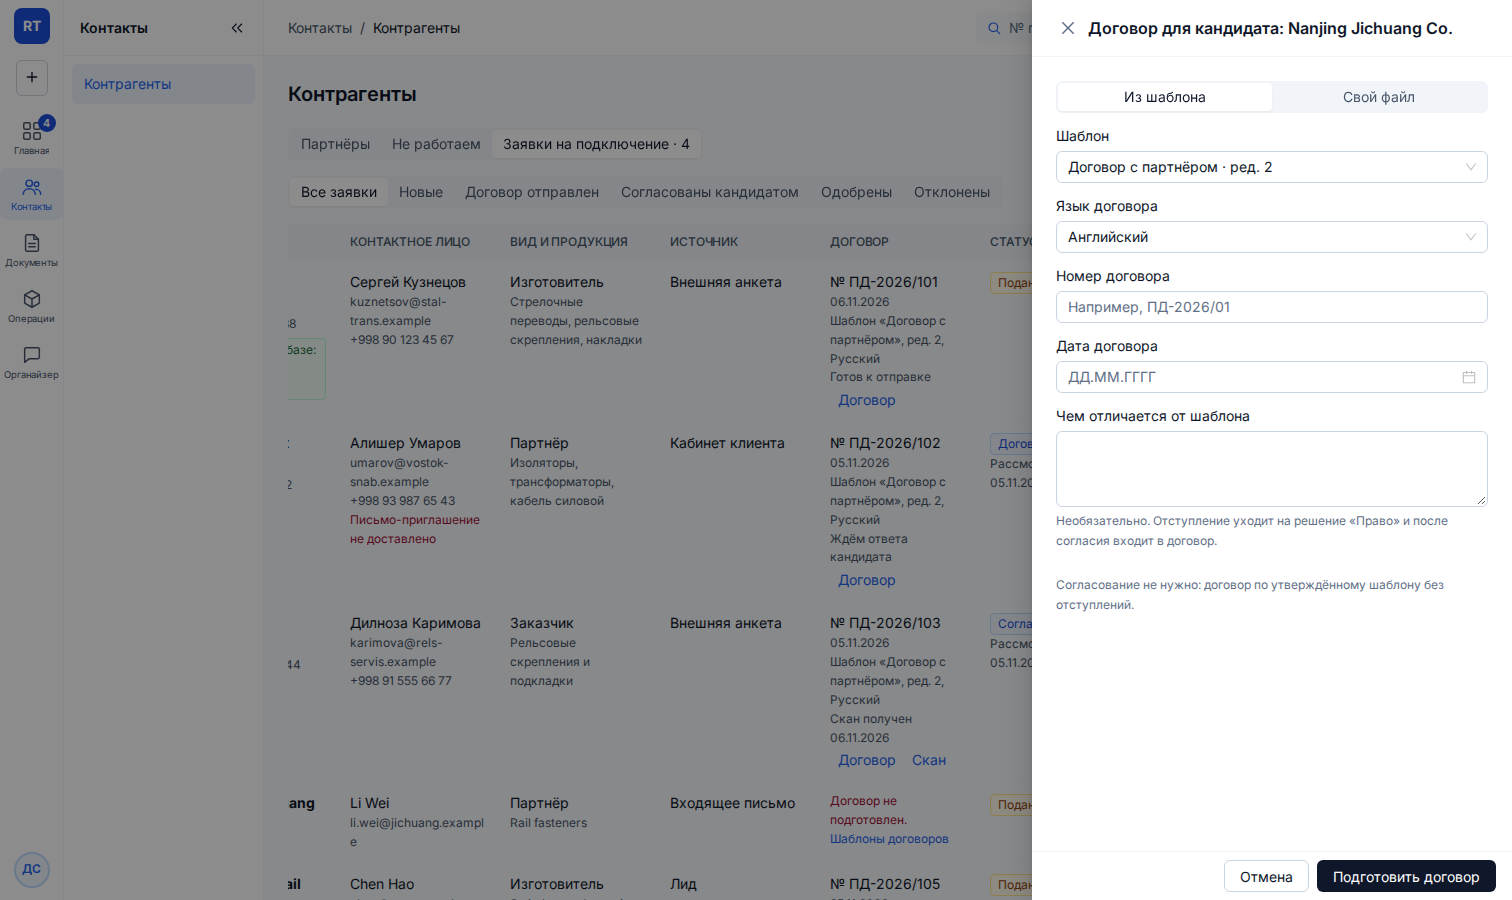 RT
Контакты
Контакты / Контрагенты
№
Договор для кандидата: Nanjing Jichuang Co.
4
Главная
Контакты
Документы
Операции
Органайзер
ДС
Контрагенты
Контрагенты
Партнёры Не работаем Заявки на подключение · 4
Все заявки Новые Договор отправлен Согласованы кандидатом Одобрены Отклонены
КОНТАКТНОЕ ЛИЦО ВИД И ПРОДУКЦИЯ ИСТОЧНИК ДОГОВОР
базе:
Сергей Кузнецов
kuznetsov@stal-
trans.example
+998 90 123 45 67
Изготовитель
Стрелочные
переводы, рельсовые
скрепления, накладки
Внешняя анкета
№ ПД-2026/101
06.11.2026
Шаблон «Договор с
партнёром», ред. 2,
Русский
Готов к отправке
Договор
Алишер Умаров
umarov@vostok-
snab.example
+998 93 987 65 43
Письмо-приглашение
не доставлено
Партнёр
Изоляторы,
трансформаторы,
кабель силовой
Кабинет клиента
№ ПД-2026/102
05.11.2026
Шаблон «Договор с
партнёром», ред. 2,
Русский
Ждём ответа
кандидата
Договор
44
Дилноза Каримова
karimova@rels-
servis.example
+998 91 555 66 77
Заказчик
Рельсовые
скрепления и
подкладки
Внешняя анкета
№ ПД-2026/103
05.11.2026
Шаблон «Договор с
партнёром», ред. 2,
Русский
Скан получен
06.11.2026
Договор Скан
Li Wei
li.wei@jichuang.exampl
e
Партнёр
Rail fasteners
Входящее письмо
Договор не
подготовлен.
Шаблоны договоров
Chen Hao
Изготовитель
Лид
№ ПД-2026/105
Из шаблона Свой файл
Шаблон
Договор с партнёром · ред. 2
Язык договора
Английский
Номер договора
Например, ПД-2026/01
Дата договора
ДД.ММ.ГГГГ
Чем отличается от шаблона
Необязательно. Отступление уходит на решение «Право» и после
согласия входит в договор.
Согласование не нужно: договор по утверждённому шаблону без
отступлений.
Отмена Подготовить договор